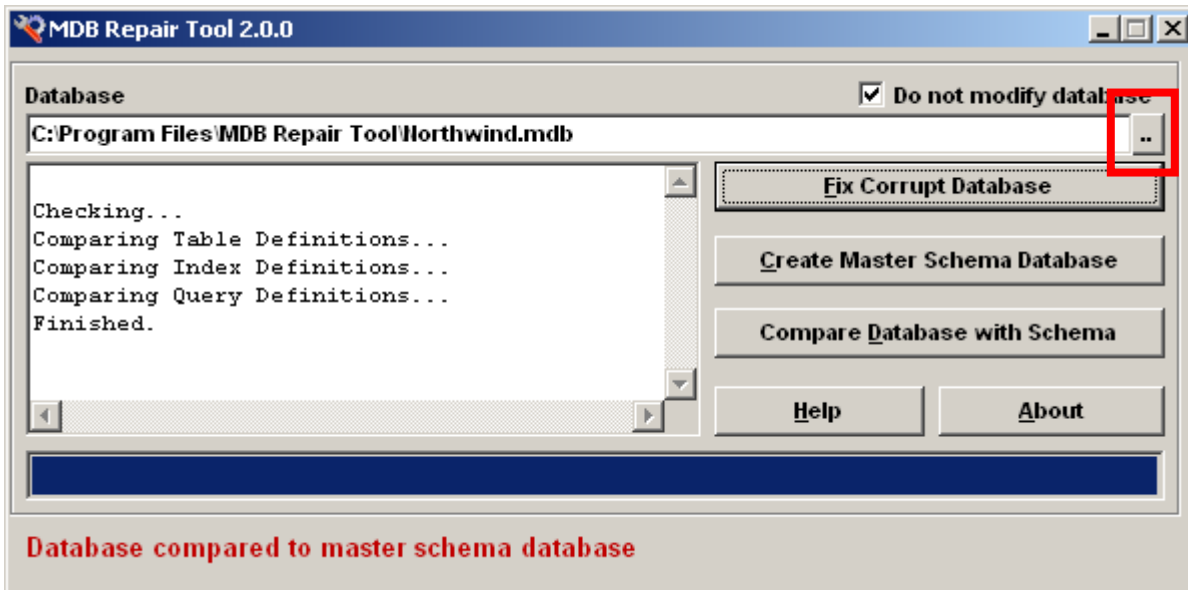 MDB Repair Tool 2.0.0
Database
Do not modify database
C:\Program Files\MDB Repair Tool\Northwind.mdb
..
Checking...
Comparing Table Definitions...
Comparing Index Definitions...
Comparing Query Definitions...
Finished.
Fix Corrupt Database
Create Master Schema Database
Compare Database with Schema
Help
About
Database compared to master schema database